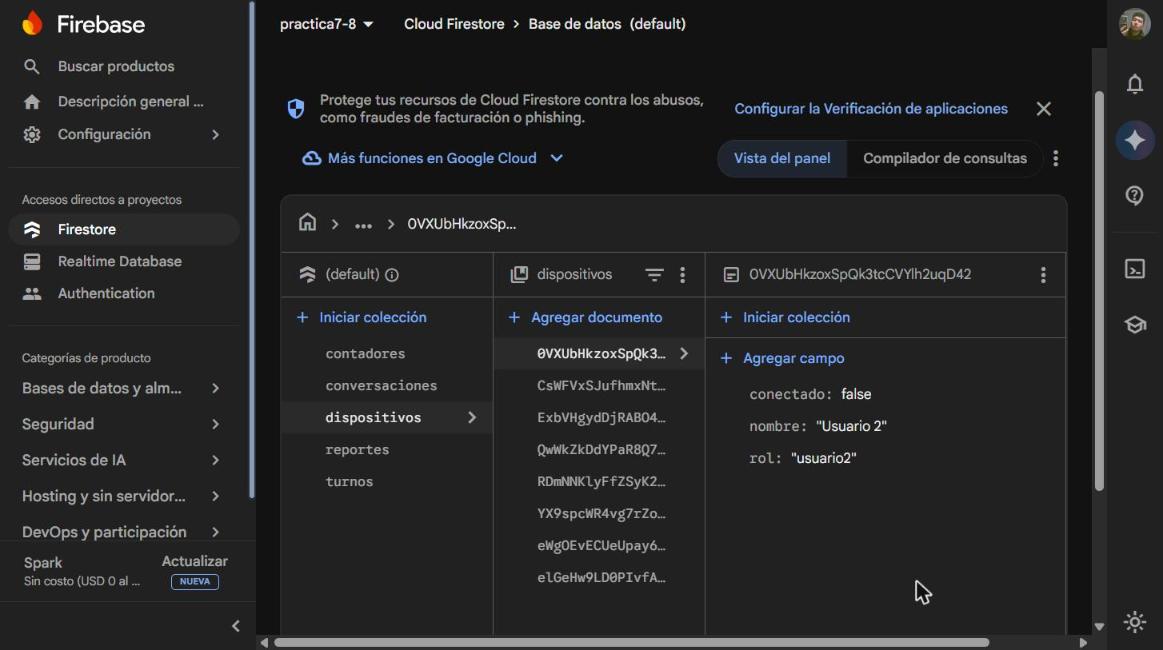 Firebase
Buscar productos
Descripción general ...
Configuración
Accesos directos a proyectos
Firestore
Realtime Database
Authentication
Categorías de producto
Bases de datos y alm...
Seguridad
Servicios de IA
Hosting y sin servidor...
DevOps y participación
Spark
Sin costo (USD 0 al ...
Actualizar
NUEVA
practica7-8
Cloud Firestore > Base de datos (default)
Protege tus recursos de Cloud Firestore contra los abusos,
como fraudes de facturación o phishing.
Configurar la Verificación de aplicaciones
Más funciones en Google Cloud
Vista del panel
Compilador de consultas
... > 0VXUbHkzoxSp...
(default)
+ Iniciar colección
contadores
conversaciones
dispositivos
reportes
turnos
dispositivos
+ Agregar documento
0VXUbHkzoxSpQk3...
CsWFVxSJufhmxNt...
ExbVHgydDjRABO4...
QwWkZkDdYPaR8Q7...
RDmNNKlyFfZSyK2...
YX9spcWR4vg7rZo...
eWgOEvECUeUpay6...
elGeHw9LD0PIvfA...
0VXUbHkzoxSpQk3tcCVYlh2uqD42
+ Iniciar colección
+ Agregar campo
conectado: false
nombre: "Usuario 2"
rol: "usuario2"